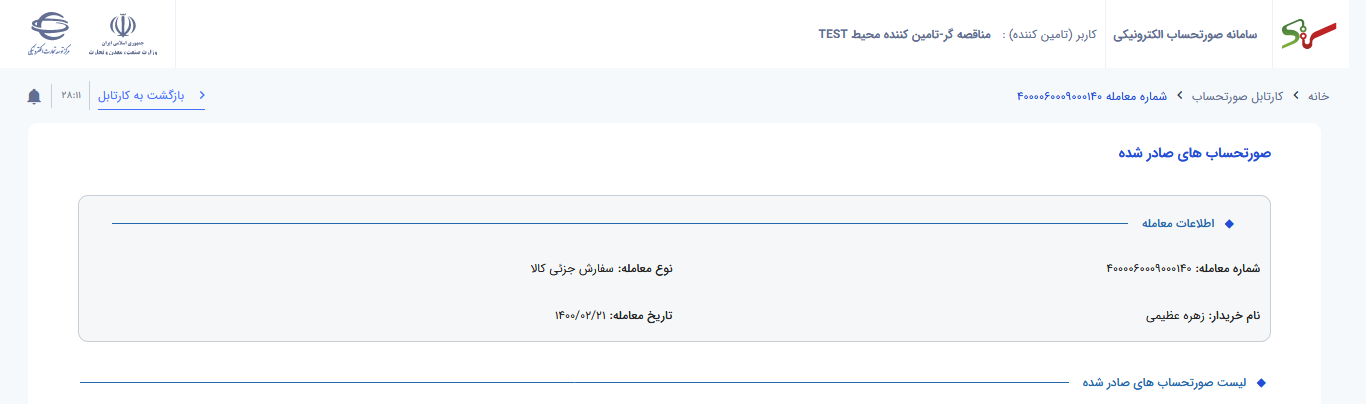 سامانه صورتحساب الکترونیکی
کاربر (تامین کننده) : مناقصه گر-تامین کننده محیط TEST
جمهوری اسلامی ایران
وزارت صنعت، معدن و تجارت
مرکز توسعه تجارت الکترونیکی
خانه > کارتابل صورتحساب > شماره معامله ۴۰۰۰۰۶۰۰۰۹۰۰۰۱۴۰
بازگشت به کارتابل
۲۸:۱۱
صورتحساب های صادر شده
اطلاعات معامله
شماره معامله: ۴۰۰۰۰۶۰۰۰۹۰۰۰۱۴۰
نوع معامله: سفارش جزئی کالا
نام خریدار: زهره عظیمی
تاریخ معامله: ۱۴۰۰/۰۲/۲۱
لیست صورتحساب های صادر شده